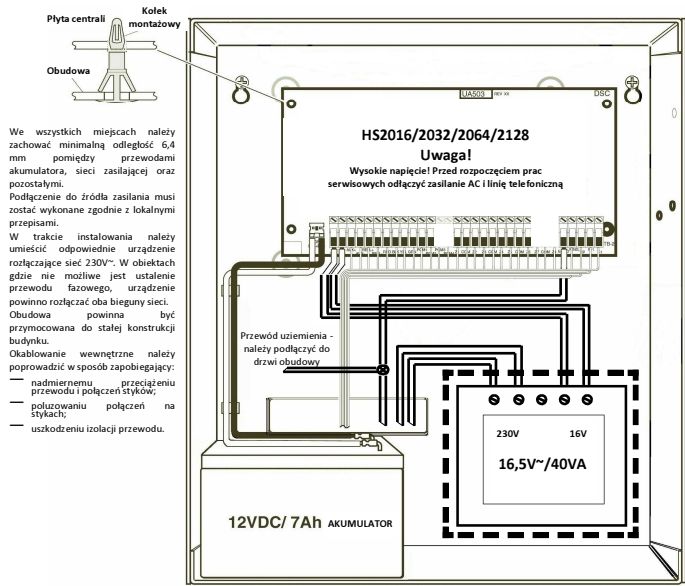 Płyta centrali
Kołek
montażowy
Obudowa
We wszystkich miejscach należy
zachować minimalną odległość 6,4
mm pomiędzy przewodami
akumulatora, sieci zasilającej oraz
pozostałymi.
Podłączenie do źródła zasilania musi
zostać wykonane zgodnie z lokalnymi
przepisami.
W trakcie instalowania należy
umieścić odpowiednie urządzenie
rozłączające sieć 230V~. W obiektach
gdzie nie możliwe jest ustalenie
przewodu fazowego, urządzenie
powinno rozłączać oba bieguny sieci.
Obudowa powinna być
przymocowana do stałej konstrukcji
budynku.
Okablowanie wewnętrzne należy
poprowadzić w sposób zapobiegający:
— nadmiernemu przeciążeniu
przewodu i połączeń styków;
— poluzowaniu połączeń na
stykach;
— uszkodzeniu izolacji przewodu.
UA503 REV XX
DSC
HS2016/2032/2064/2128
Uwaga!
Wysokie napięcie! Przed rozpoczęciem prac
serwisowych odłączyć zasilanie AC i linię telefoniczną
Przewód uziemienia -
należy podłączyć do
drzwi obudowy
230V 16V
16,5V~/40VA
12VDC/ 7Ah AKUMULATOR